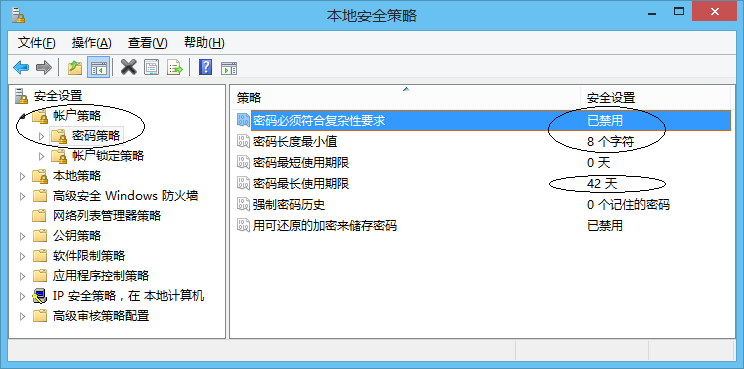 本地安全策略
文件(F) 操作(A) 查看(V) 帮助(H)
安全设置
帐户策略
密码策略
帐户锁定策略
本地策略
高级安全 Windows 防火墙
网络列表管理器策略
公钥策略
软件限制策略
应用程序控制策略
IP 安全策略，在 本地计算机
高级审核策略配置
策略 安全设置
密码必须符合复杂性要求 已禁用
密码长度最小值 8 个字符
密码最短使用期限 0 天
密码最长使用期限 42 天
强制密码历史 0 个记住的密码
用可还原的加密来储存密码 已禁用